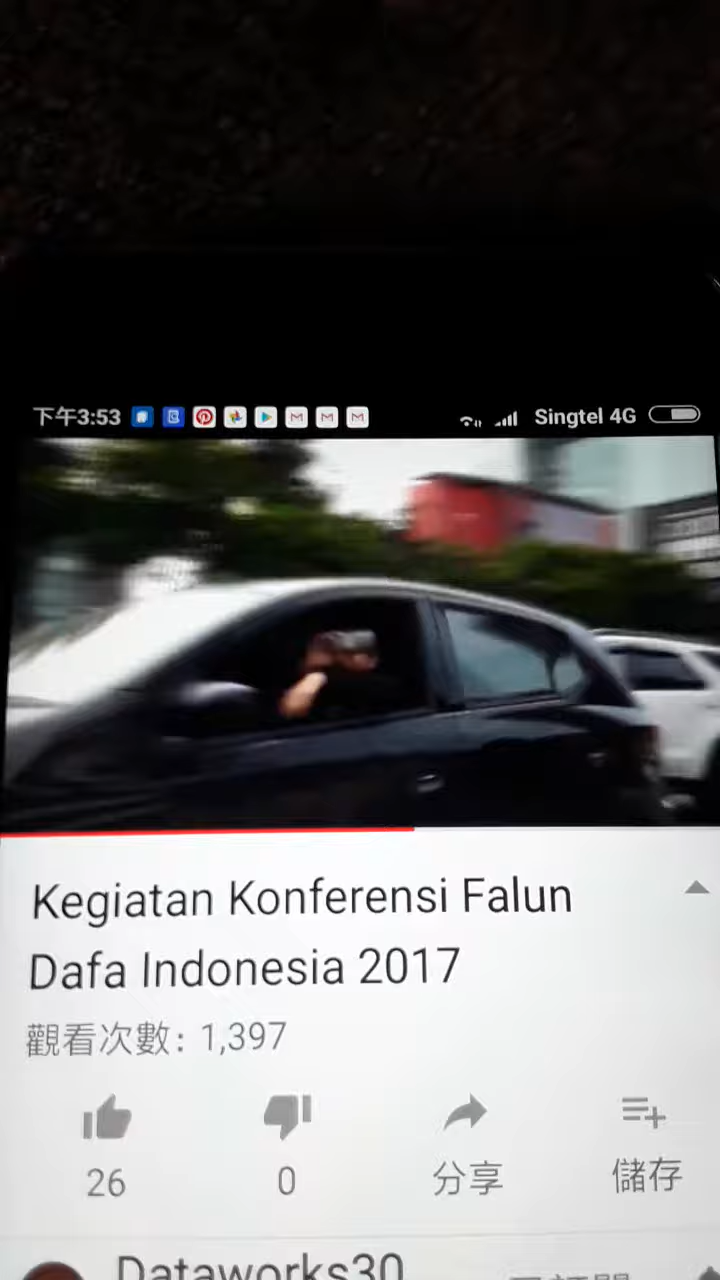 下午3:53
Singtel 4G
Kegiatan Konferensi Falun
Dafa Indonesia 2017
觀看次數: 1,397
26
0
分享
儲存
Dataworks30